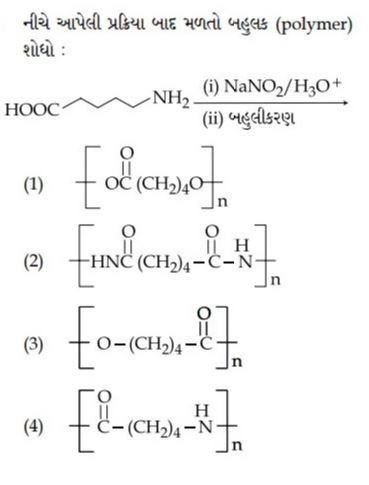 નીચે આપેલી પ્રક્રિયા બાદ મળતો બહુલક (polymer)
શોધો :
HOOC NH₂ (i) NaNO₂/H₃O⁺
(ii) બહુલીકરણ
(1) [ OC(=O)(CH₂)₄O ]n
(2) [ HNC(=O)(CH₂)₄–C(=O)–N(H) ]n
(3) [ O–(CH₂)₄–C(=O) ]n
(4) [ C(=O)–(CH₂)₄–N(H) ]n